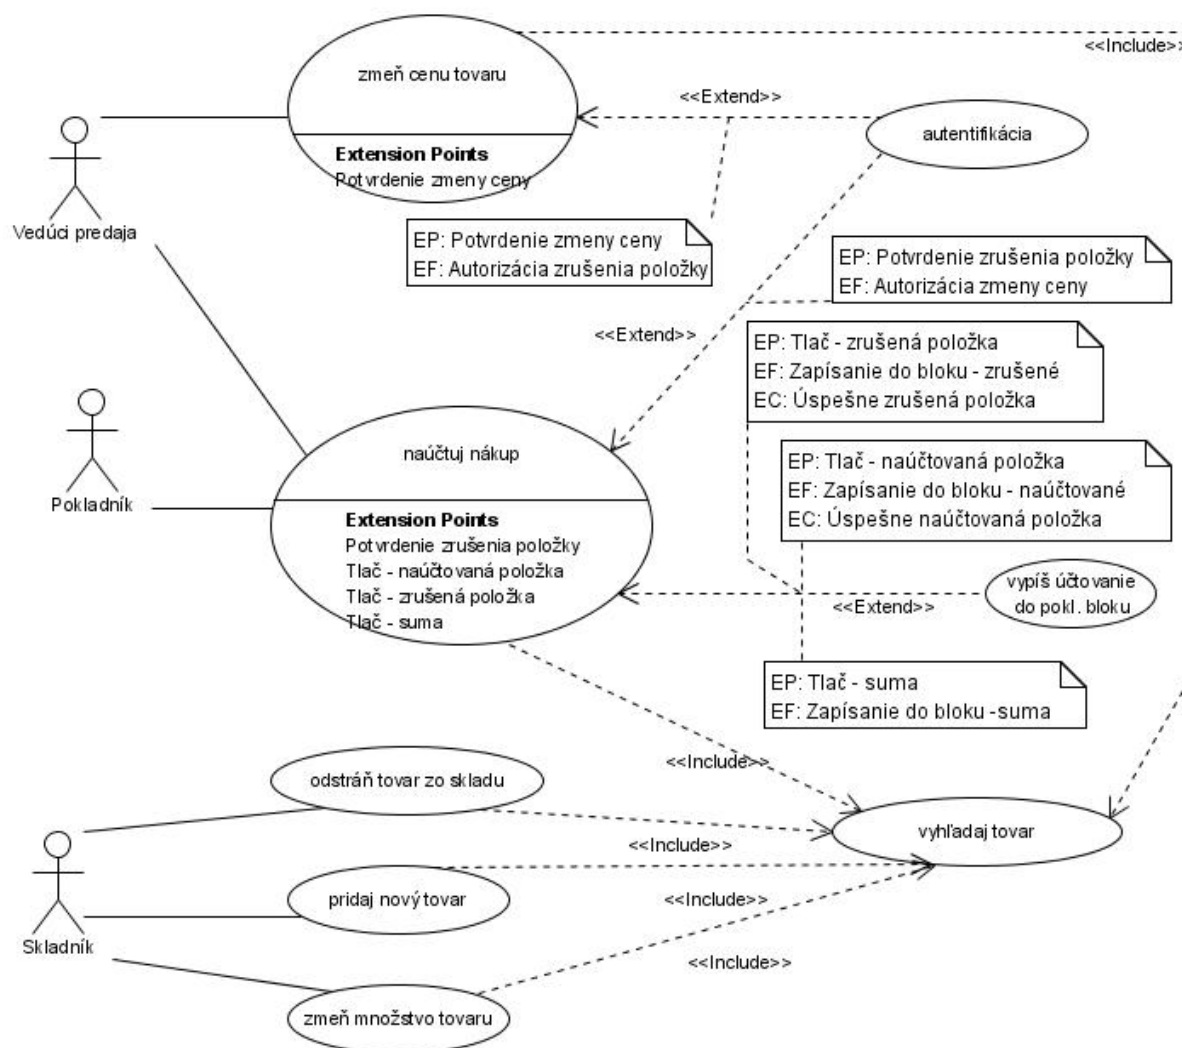 <<Include>>
zmeň cenu tovaru
<<Extend>>
autentifikácia
Extension Points
Potvrdenie zmeny ceny
Vedúci predaja
EP: Potvrdenie zmeny ceny
EF: Autorizácia zrušenia položky
EP: Potvrdenie zrušenia položky
EF: Autorizácia zmeny ceny
<<Extend>>
EP: Tlač - zrušená položka
EF: Zapísanie do bloku - zrušené
EC: Úspešne zrušená položka
naúčtuj nákup
Pokladník
EP: Tlač - naúčtovaná položka
EF: Zapísanie do bloku - naúčtované
EC: Úspešne naúčtovaná položka
Extension Points
Potvrdenie zrušenia položky
Tlač - naúčtovaná položka
Tlač - zrušená položka
Tlač - suma
vypíš účtovanie
do pokl. bloku
<<Extend>>
EP: Tlač - suma
EF: Zapísanie do bloku -suma
<<Include>>
odstráň tovar zo skladu
vyhľadaj tovar
<<Include>>
pridaj nový tovar
<<Include>>
Skladník
<<Include>>
zmeň množstvo tovaru